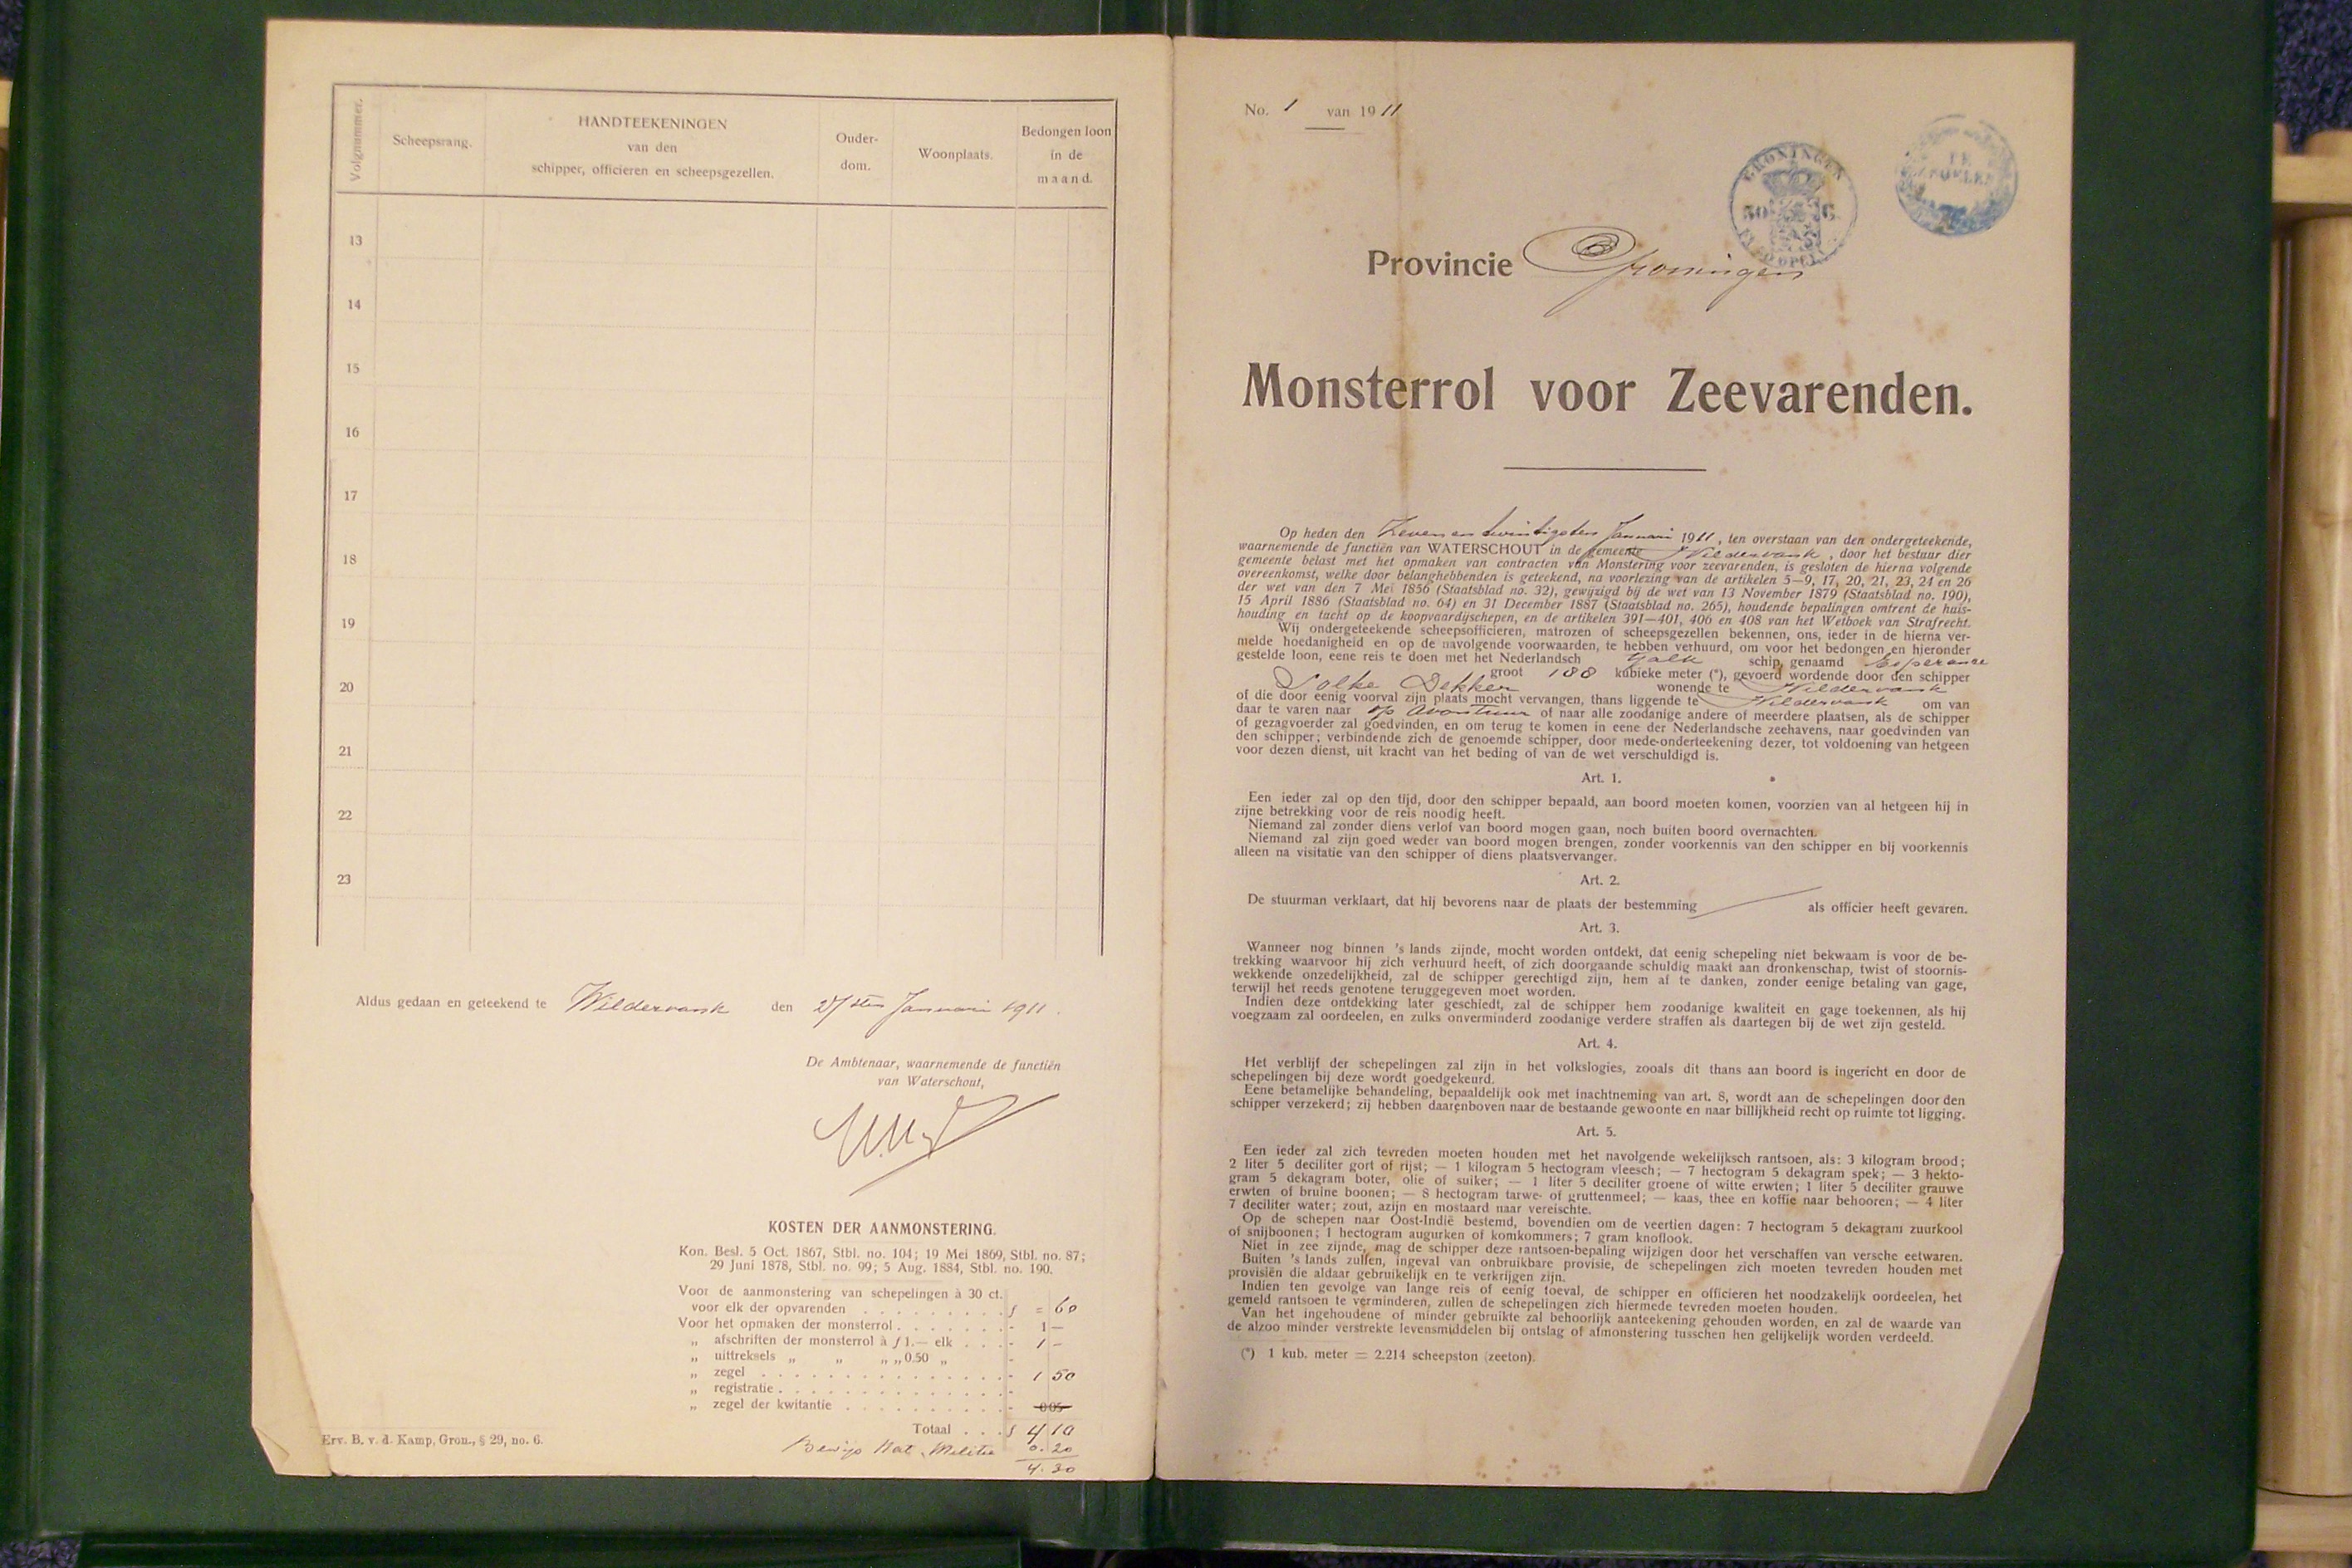 Volgnummer.
Scheepsrang.
HANDTEEKENINGEN
van den
schipper, officieren en scheepsgezellen.
Ouder-
dom.
Woonplaats.
Bedongen loon
in de
maand.
13
14
15
16
17
18
19
20
21
22
23
Aldus gedaan en geteekend te Wildervank den 27sten Januari 1911.
De Ambtenaar, waarnemende de functiën
van Waterschout,
KOSTEN DER AANMONSTERING.
Kon. Besl. 5 Oct. 1867, Stbl. no. 104; 19 Mei 1869, Stbl. no. 87;
29 Juni 1878, Stbl. no. 99; 5 Aug. 1884, Stbl. no. 190.
Voor de aanmonstering van schepelingen à 30 ct.
voor elk der opvarenden . . . . . . . . . f = 60
Voor het opmaken der monsterrol . . . . . . . - 1 —
„ afschriften der monsterrol à f 1.— elk . . . - 1 -
„ uittreksels „ „ „ „ 0.50 „ -
„ zegel . . . . . . . . . . . . . . . - 1 50
„ registratie . . . . . . . . . . . . . . -
„ zegel der kwitantie . . . . . . . . . . - 0 05
Totaal . . . f 4 10
Bewijs Nat. Militie 0.20
4.30
Erv. B. v. d. Kamp, Gron., § 29, no. 6.
No. 1 van 1911
GRONINGEN
50 C
Provincie Groningen
Monsterrol voor Zeevarenden.
Op heden den Zevenentwintigsten Januari 1911, ten overstaan van den ondergeteekende,
waarnemende de functiën van WATERSCHOUT in de gemeente Wildervank, door het bestuur dier
gemeente belast met het opmaken van contracten van Monstering voor zeevarenden, is gesloten de hierna volgende
overeenkomst, welke door belanghebbenden is geteekend, na voorlezing van de artikelen 5—9, 17, 20, 21, 23, 24 en 26
der wet van den 7 Mei 1856 (Staatsblad no. 32), gewijzigd bij de wet van 13 November 1879 (Staatsblad no. 190),
15 April 1886 (Staatsblad no. 64) en 31 December 1887 (Staatsblad no. 265), houdende bepalingen omtrent de huis-
houding en tucht op de koopvaardijschepen, en de artikelen 391—401, 406 en 408 van het Wetboek van Strafrecht.
Wij ondergeteekende scheepsofficieren, matrozen of scheepsgezellen bekennen, ons, ieder in de hierna ver-
melde hoedanigheid en op de navolgende voorwaarden, te hebben verhuurd, om voor het bedongen en hieronder
gestelde loon, eene reis te doen met het Nederlandsch Galk schip, genaamd Esperance
groot 188 kubieke meter (*), gevoerd wordende door den schipper
Dekker wonende te Wildervank
of die door eenig voorval zijn plaats mocht vervangen, thans liggende te Wildervank om van
daar te varen naar op Avontuur of naar alle zoodanige andere of meerdere plaatsen, als de schipper
of gezagvoerder zal goedvinden, en om terug te komen in eene der Nederlandsche zeehavens, naar goedvinden van
den schipper; verbindende zich de genoemde schipper, door mede-onderteekening dezer, tot voldoening van hetgeen
voor dezen dienst, uit kracht van het beding of van de wet verschuldigd is.
Art. 1.
Een ieder zal op den tijd, door den schipper bepaald, aan boord moeten komen, voorzien van al hetgeen hij in
zijne betrekking voor de reis noodig heeft.
Niemand zal zonder diens verlof van boord mogen gaan, noch buiten boord overnachten.
Niemand zal zijn goed weder van boord mogen brengen, zonder voorkennis van den schipper en bij voorkennis
alleen na visitatie van den schipper of diens plaatsvervanger.
Art. 2.
De stuurman verklaart, dat hij bevorens naar de plaats der bestemming als officier heeft gevaren.
Art. 3.
Wanneer nog binnen 's lands zijnde, mocht worden ontdekt, dat eenig schepeling niet bekwaam is voor de be-
trekking waarvoor hij zich verhuurd heeft, of zich doorgaande schuldig maakt aan dronkenschap, twist of stoornis-
wekkende onzedelijkheid, zal de schipper gerechtigd zijn, hem af te danken, zonder eenige betaling van gage,
terwijl het reeds genotene teruggegeven moet worden.
Indien deze ontdekking later geschiedt, zal de schipper hem zoodanige kwaliteit en gage toekennen, als hij
voegzaam zal oordeelen, en zulks onverminderd zoodanige verdere straffen als daartegen bij de wet zijn gesteld.
Art. 4.
Het verblijf der schepelingen zal zijn in het volkslogies, zooals dit thans aan boord is ingericht en door de
schepelingen bij deze wordt goedgekeurd.
Eene betamelijke behandeling, bepaaldelijk ook met inachtneming van art. 8, wordt aan de schepelingen door den
schipper verzekerd; zij hebben daarenboven naar de bestaande gewoonte en naar billijkheid recht op ruimte tot ligging.
Art. 5.
Een ieder zal zich tevreden moeten houden met het navolgende wekelijksch rantsoen, als: 3 kilogram brood;
2 liter 5 deciliter gort of rijst; — 1 kilogram 5 hectogram vleesch; — 7 hectogram 5 dekagram spek; — 3 hekto-
gram 5 dekagram boter, olie of suiker; — 1 liter 5 deciliter groene of witte erwten; 1 liter 5 deciliter grauwe
erwten of bruine boonen; — 8 hectogram tarwe- of gruttenmeel; — kaas, thee en koffie naar behooren; — 4 liter
7 deciliter water; zout, azijn en mostaard naar vereischte.
Op de schepen naar Oost-Indië bestemd, bovendien om de veertien dagen: 7 hectogram 5 dekagram zuurkool
of snijboonen; 1 hectogram augurken of komkommers; 7 gram knoflook.
Niet in zee zijnde, mag de schipper deze rantsoen-bepaling wijzigen door het verschaffen van versche eetwaren.
Buiten 's lands zullen, ingeval van onbruikbare provisie, de schepelingen zich moeten tevreden houden met
provisiën die aldaar gebruikelijk en te verkrijgen zijn.
Indien ten gevolge van lange reis of eenig toeval, de schipper en officieren het noodzakelijk oordeelen, het
gemeld rantsoen te verminderen, zullen de schepelingen zich hiermede tevreden moeten houden.
Van het ingehoudene of minder gebruikte zal behoorlijk aanteekening gehouden worden, en zal de waarde van
de alzoo minder verstrekte levensmiddelen bij ontslag of afmonstering tusschen hen gelijkelijk worden verdeeld.
(*) 1 kub. meter = 2.214 scheepston (zeeton).